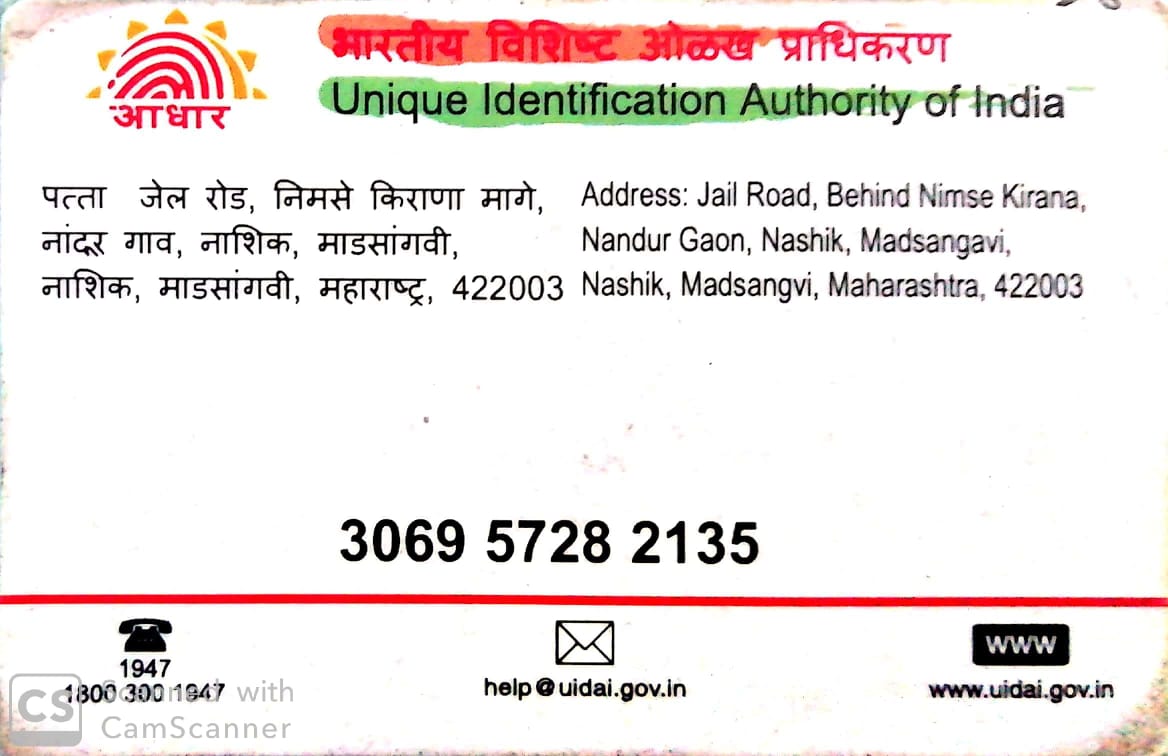 आधार
भारतीय विशिष्ट ओळख प्राधिकरण
Unique Identification Authority of India
पत्ता जेल रोड, निमसे किराणा मागे,
नांदूर गाव, नाशिक, माडसांगवी,
नाशिक, माडसांगवी, महाराष्ट्र, 422003
Address: Jail Road, Behind Nimse Kirana,
Nandur Gaon, Nashik, Madsangavi,
Nashik, Madsangvi, Maharashtra, 422003
3069 5728 2135
1947
1800 300 1947
help@uidai.gov.in
www
www.uidai.gov.in
CS
Scanned with
CamScanner